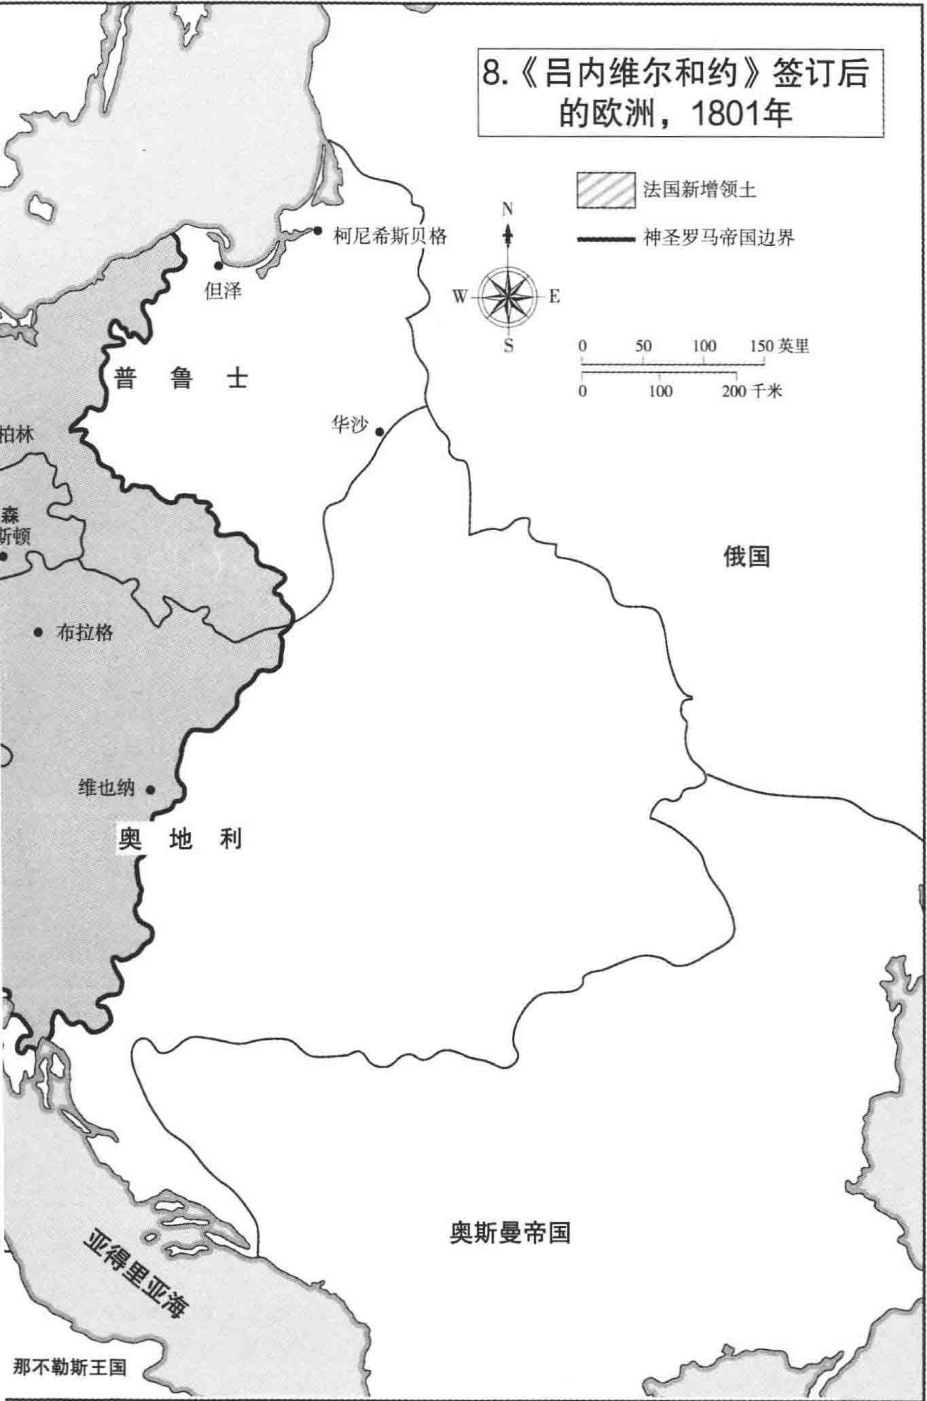 8.《吕内维尔和约》签订后
的欧洲，1801年
法国新增领土
神圣罗马帝国边界
N
W
E
S
0 50 100 150 英里
0 100 200 千米
柯尼希斯贝格
但泽
普鲁士
柏林
华沙
森
斯顿
俄国
布拉格
维也纳
奥地利
奥斯曼帝国
亚得里亚海
那不勒斯王国